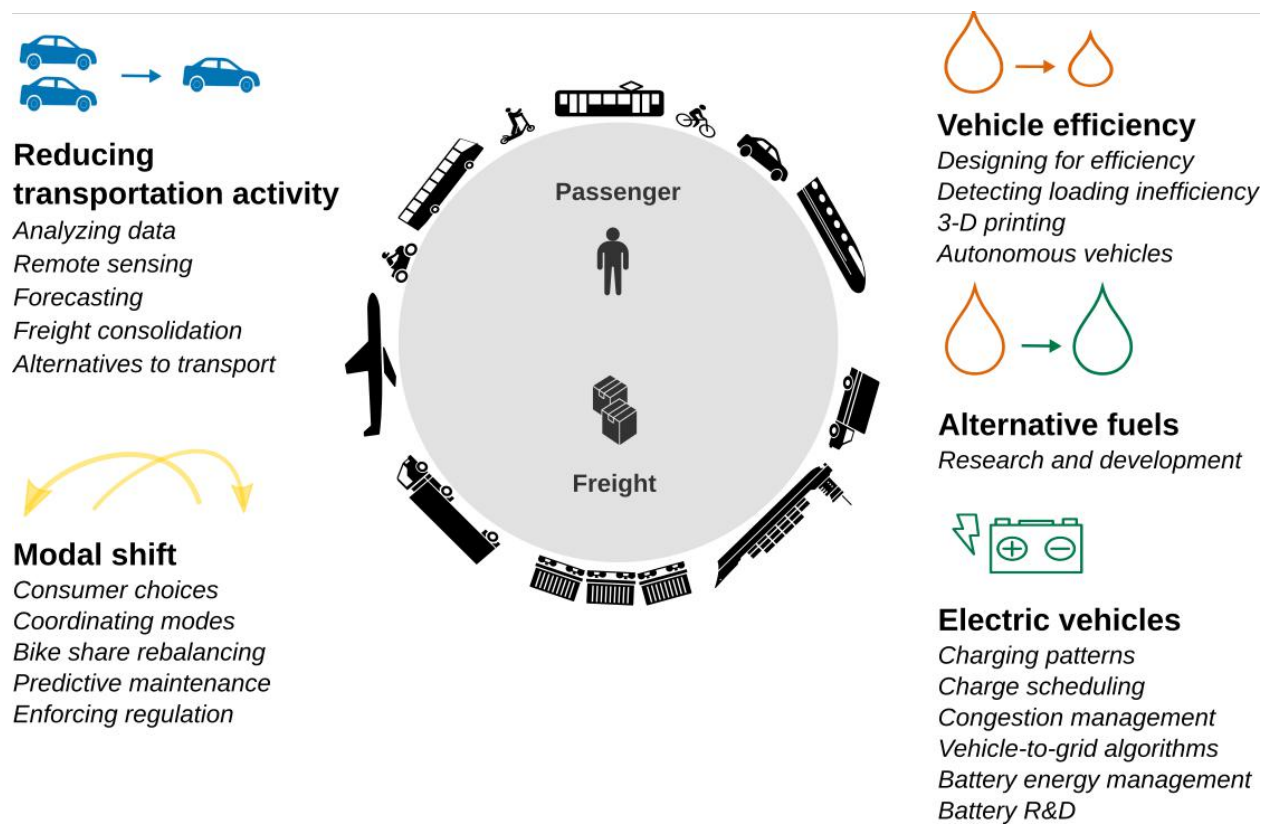 Reducing
transportation activity
Analyzing data
Remote sensing
Forecasting
Freight consolidation
Alternatives to transport
Modal shift
Consumer choices
Coordinating modes
Bike share rebalancing
Predictive maintenance
Enforcing regulation
Passenger
Freight
Vehicle efficiency
Designing for efficiency
Detecting loading inefficiency
3-D printing
Autonomous vehicles
Alternative fuels
Research and development
Electric vehicles
Charging patterns
Charge scheduling
Congestion management
Vehicle-to-grid algorithms
Battery energy management
Battery R&D